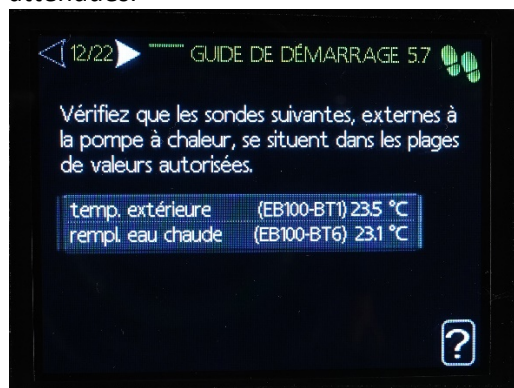 attendues.
12/22 GUIDE DE DÉMARRAGE 5.7
Vérifiez que les sondes suivantes, externes à
la pompe à chaleur, se situent dans les plages
de valeurs autorisées.
temp. extérieure (EB100-BT1) 23.5 °C
rempl. eau chaude (EB100-BT6) 23.1 °C
?